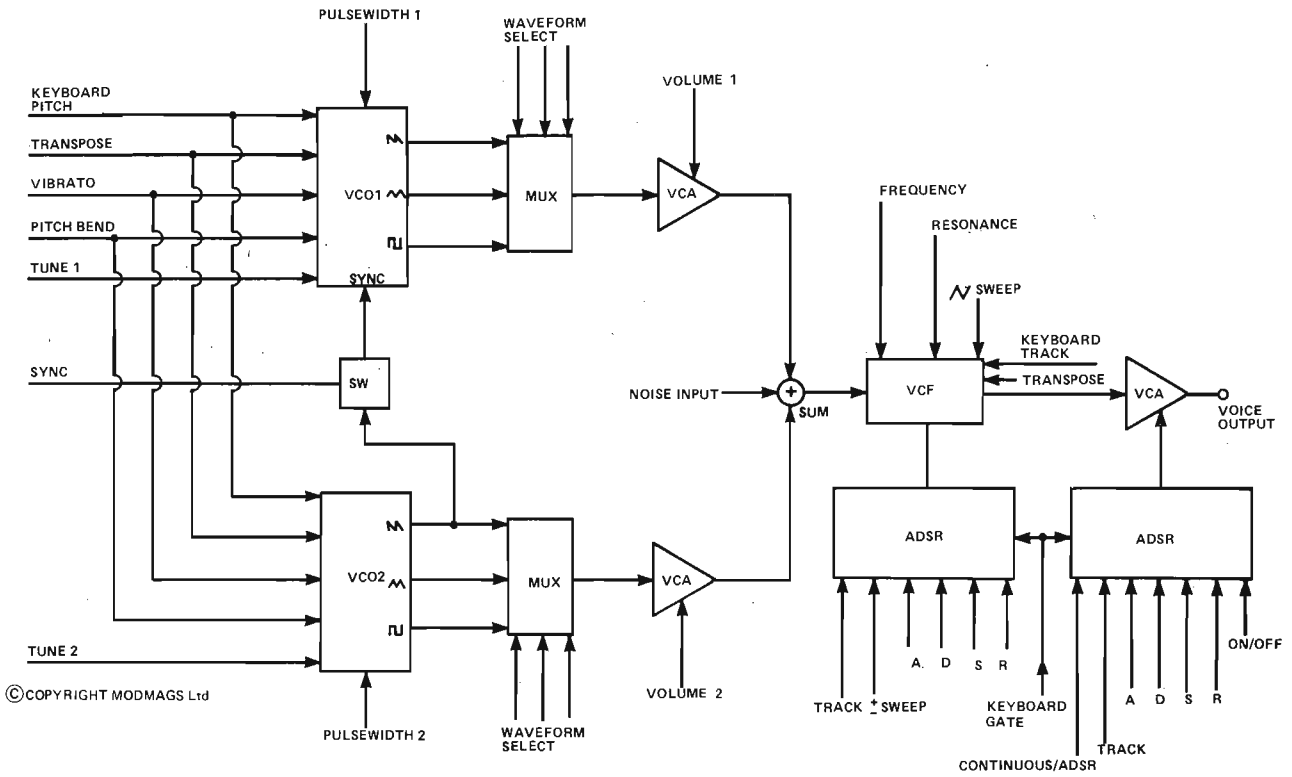 PULSEWIDTH 1
WAVEFORM
SELECT
VOLUME 1
KEYBOARD
PITCH
TRANSPOSE
VIBRATO
PITCH BEND
TUNE 1
VCO1
SYNC
MUX
VCA
FREQUENCY
RESONANCE
SWEEP
KEYBOARD
TRACK
TRANSPOSE
SYNC
SW
NOISE INPUT
+
SUM
VCF
VCA
VOICE
OUTPUT
VCO2
MUX
VCA
ADSR
ADSR
TUNE 2
©COPYRIGHT MODMAGS Ltd
PULSEWIDTH 2
WAVEFORM
SELECT
VOLUME 2
A. D S R
TRACK ± SWEEP
KEYBOARD
GATE
A D S R
ON/OFF
CONTINUOUS/ADSR
TRACK